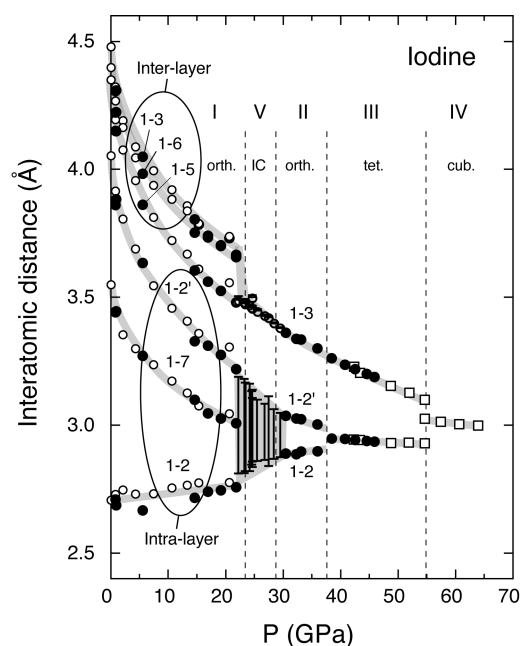 Iodine
4.5
Inter-layer
I V II III IV
1-3
1-6
orth. IC orth. tet. cub.
4.0
1-5
Interatomic distance (Å)
3.5
1-2'
1-3
1-7
1-2'
3.0
1-2
1-2
Intra-layer
2.5
0 10 20 30 40 50 60 70
P (GPa)